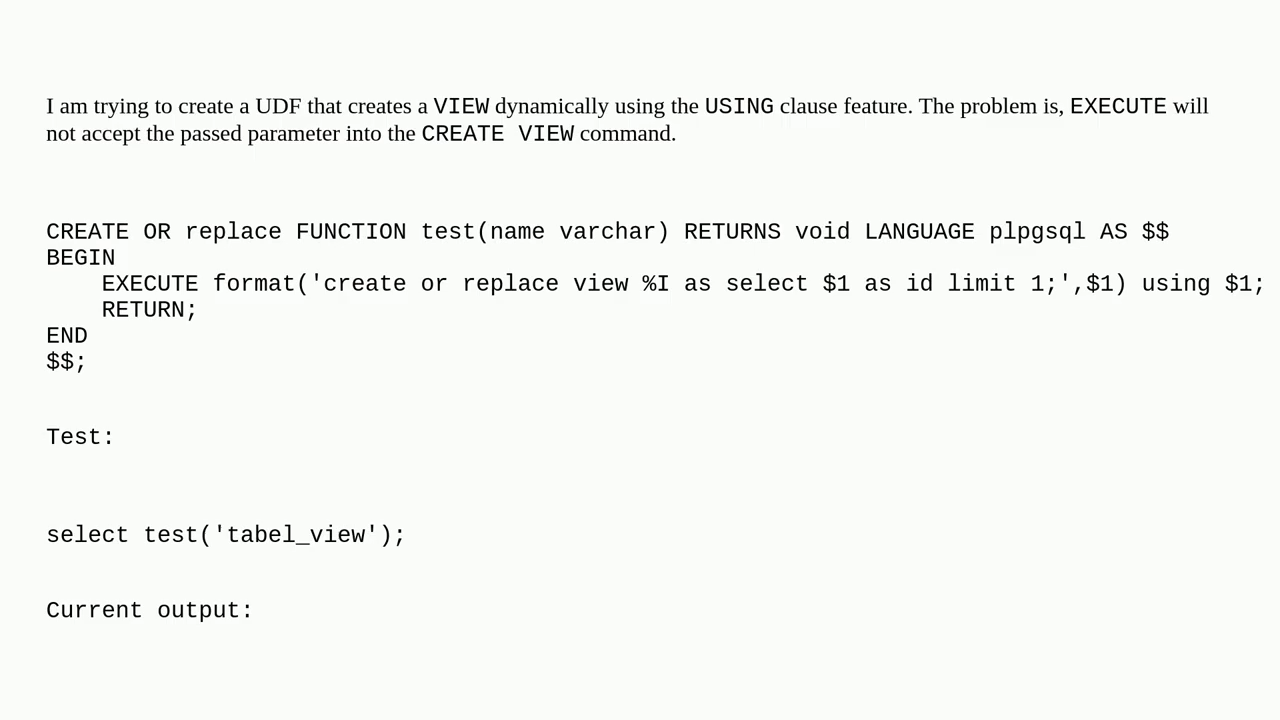 I am trying to create a UDF that creates a VIEW dynamically using the USING clause feature. The problem is, EXECUTE will
not accept the passed parameter into the CREATE VIEW command.
CREATE OR replace FUNCTION test(name varchar) RETURNS void LANGUAGE plpgsql AS $$
BEGIN
    EXECUTE format('create or replace view %I as select $1 as id limit 1;',$1) using $1;
    RETURN;
END
$$;
Test:
select test('tabel_view');
Current output: